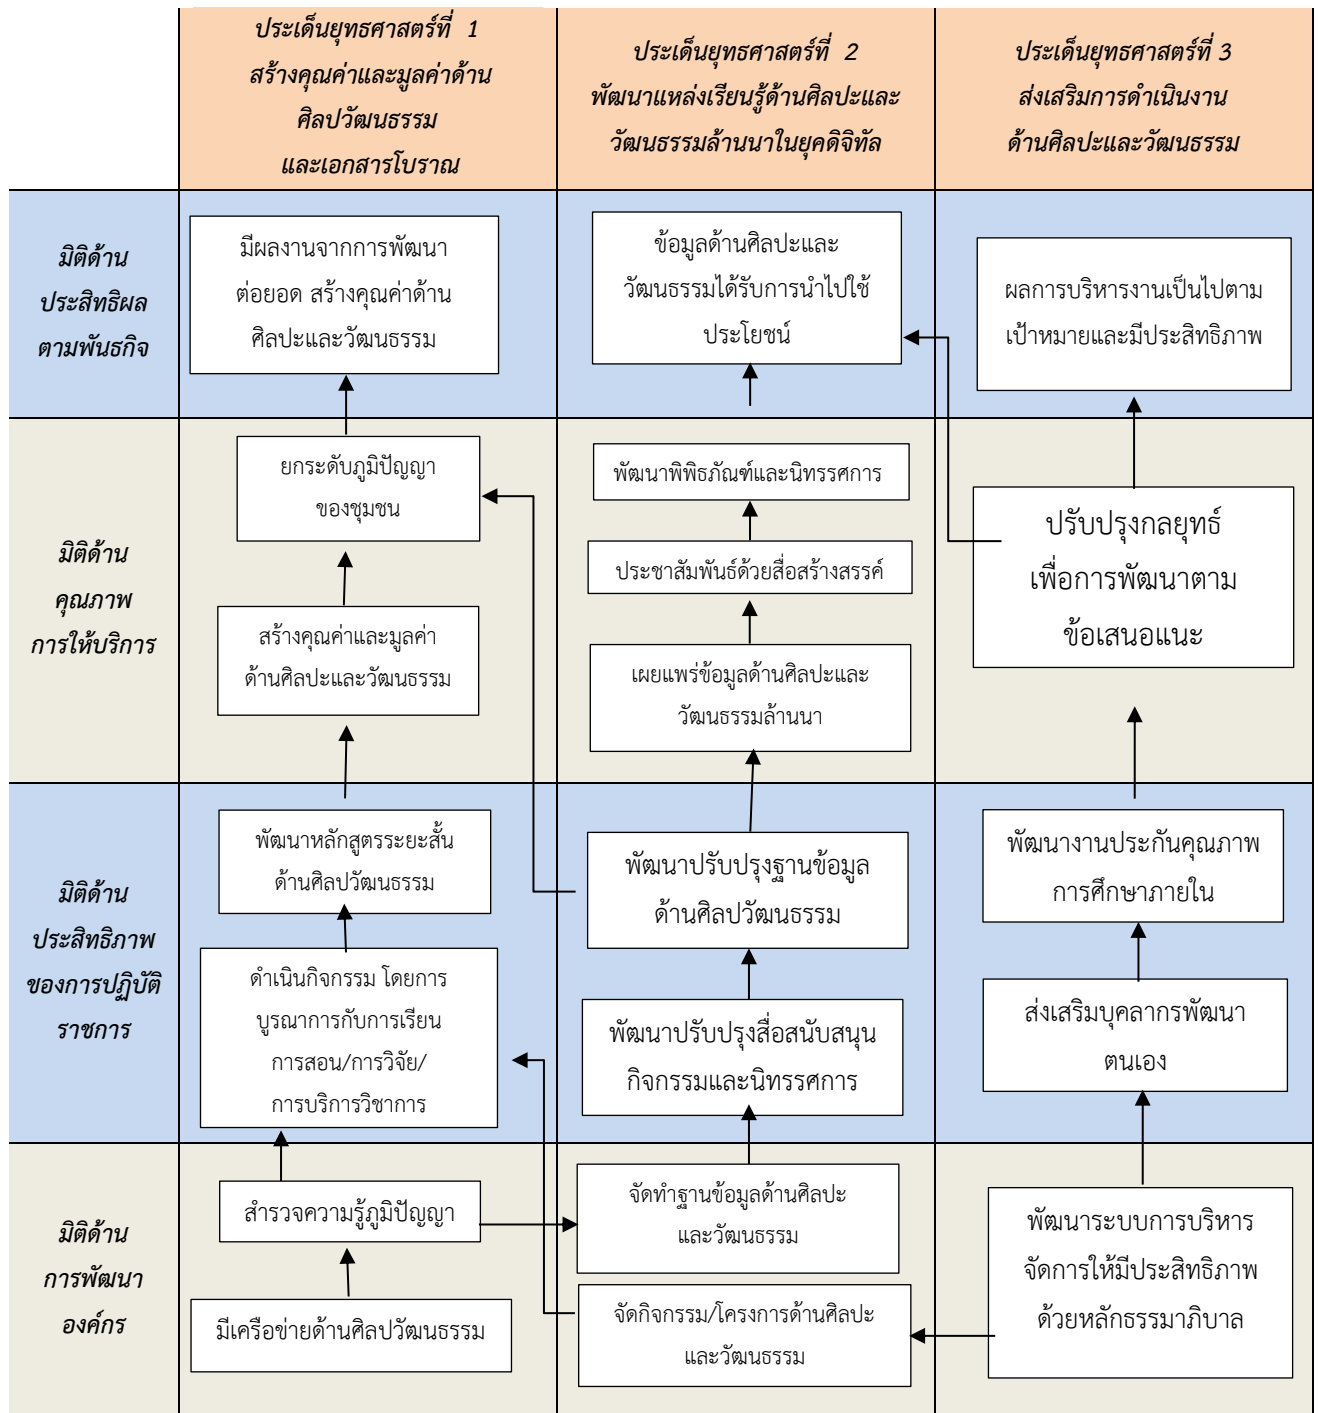 ประเด็นยุทธศาสตร์ที่ 1
สร้างคุณค่าและมูลค่าด้าน
ศิลปวัฒนธรรม
และเอกสารโบราณ
ประเด็นยุทธศาสตร์ที่ 2
พัฒนาแหล่งเรียนรู้ด้านศิลปะและ
วัฒนธรรมล้านนาในยุคดิจิทัล
ประเด็นยุทธศาสตร์ที่ 3
ส่งเสริมการดำเนินงาน
ด้านศิลปะและวัฒนธรรม
มิติด้าน
ประสิทธิผล
ตามพันธกิจ
มีผลงานจากการพัฒนา
ต่อยอด สร้างคุณค่าด้าน
ศิลปะและวัฒนธรรม
ข้อมูลด้านศิลปะและ
วัฒนธรรมได้รับการนำไปใช้
ประโยชน์
ผลการบริหารงานเป็นไปตาม
เป้าหมายและมีประสิทธิภาพ
มิติด้าน
คุณภาพ
การให้บริการ
ยกระดับภูมิปัญญา
ของชุมชน
สร้างคุณค่าและมูลค่า
ด้านศิลปะและวัฒนธรรม
พัฒนาพิพิธภัณฑ์และนิทรรศการ
ประชาสัมพันธ์ด้วยสื่อสร้างสรรค์
เผยแพร่ข้อมูลด้านศิลปะและ
วัฒนธรรมล้านนา
ปรับปรุงกลยุทธ์
เพื่อการพัฒนาตาม
ข้อเสนอแนะ
มิติด้าน
ประสิทธิภาพ
ของการปฏิบัติ
ราชการ
พัฒนาหลักสูตรระยะสั้น
ด้านศิลปวัฒนธรรม
ดำเนินกิจกรรม โดยการ
บูรณาการกับการเรียน
การสอน/การวิจัย/
การบริการวิชาการ
พัฒนาปรับปรุงฐานข้อมูล
ด้านศิลปวัฒนธรรม
พัฒนาปรับปรุงสื่อสนับสนุน
กิจกรรมและนิทรรศการ
พัฒนางานประกันคุณภาพ
การศึกษาภายใน
ส่งเสริมบุคลากรพัฒนา
ตนเอง
มิติด้าน
การพัฒนา
องค์กร
สำรวจความรู้ภูมิปัญญา
มีเครือข่ายด้านศิลปวัฒนธรรม
จัดทำฐานข้อมูลด้านศิลปะ
และวัฒนธรรม
จัดกิจกรรม/โครงการด้านศิลปะ
และวัฒนธรรม
พัฒนาระบบการบริหาร
จัดการให้มีประสิทธิภาพ
ด้วยหลักธรรมาภิบาล